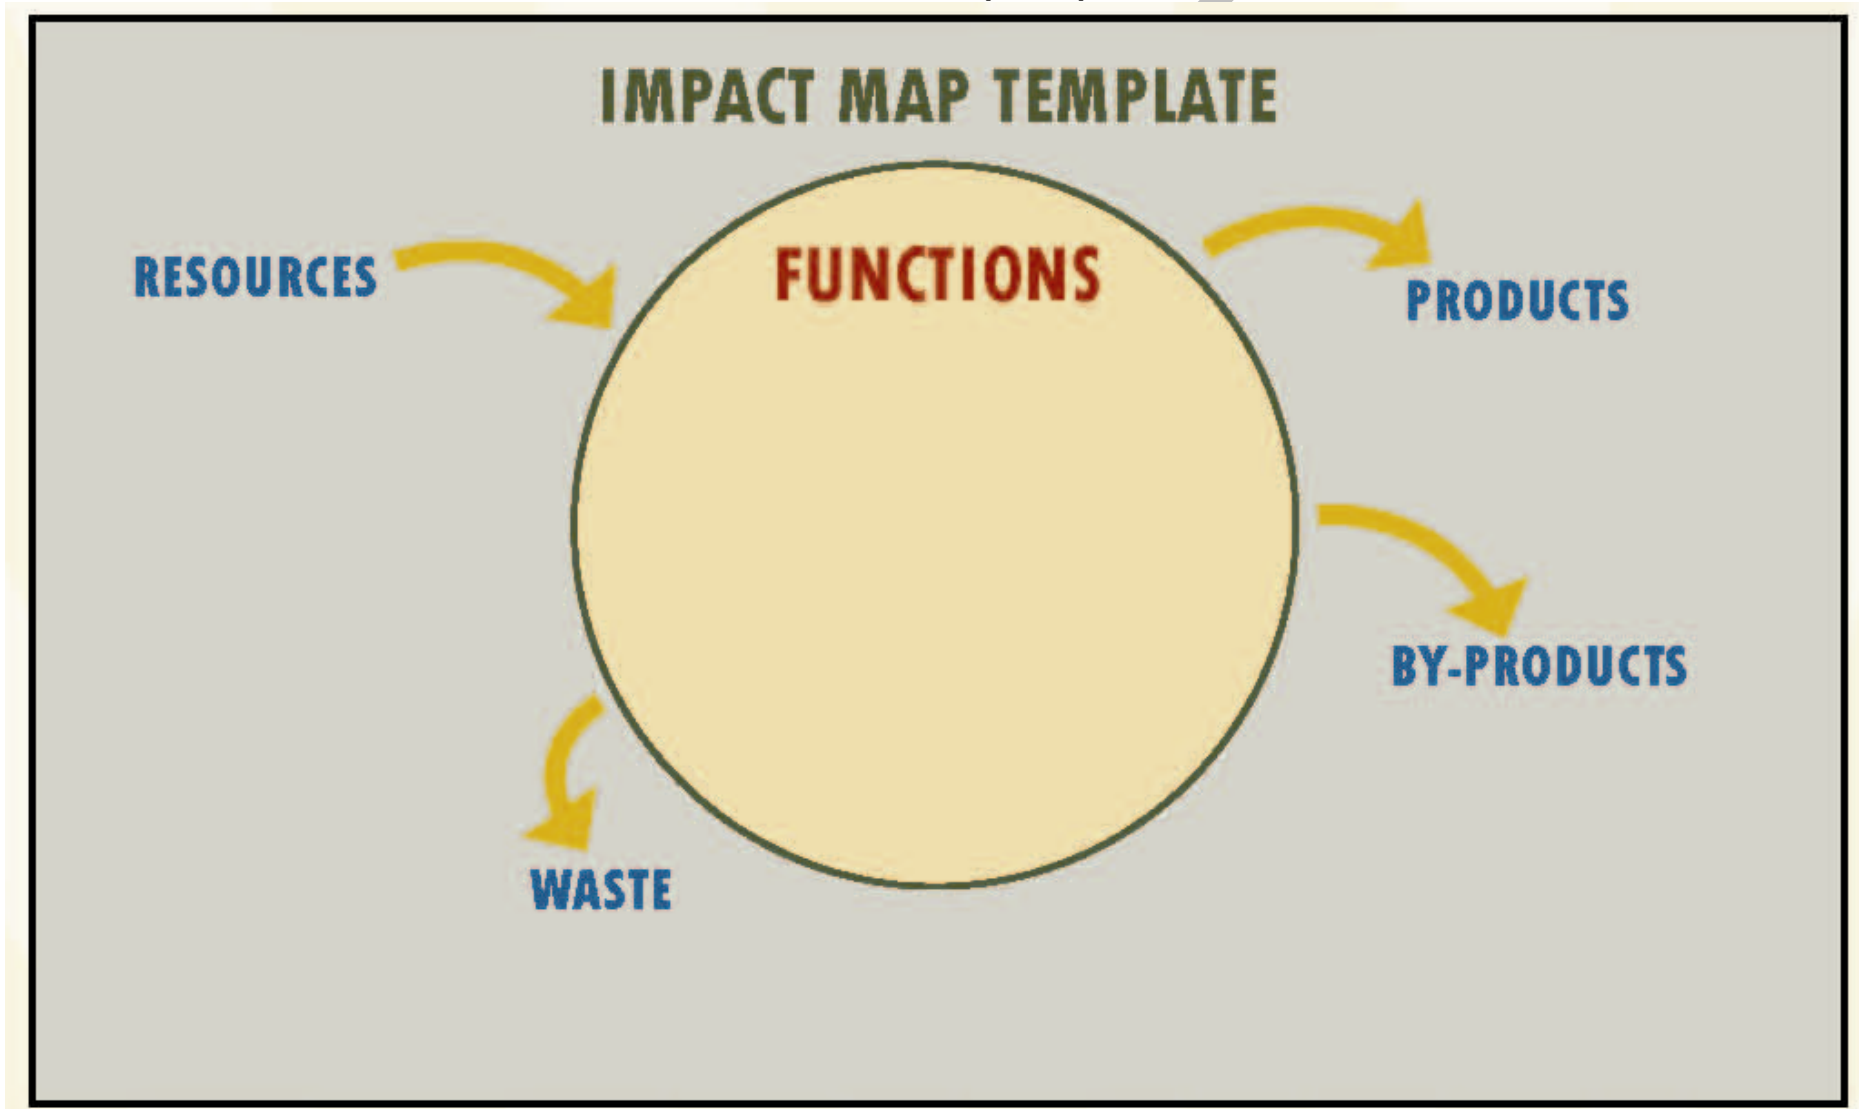 IMPACT MAP TEMPLATE
FUNCTIONS
RESOURCES
PRODUCTS
BY-PRODUCTS
WASTE